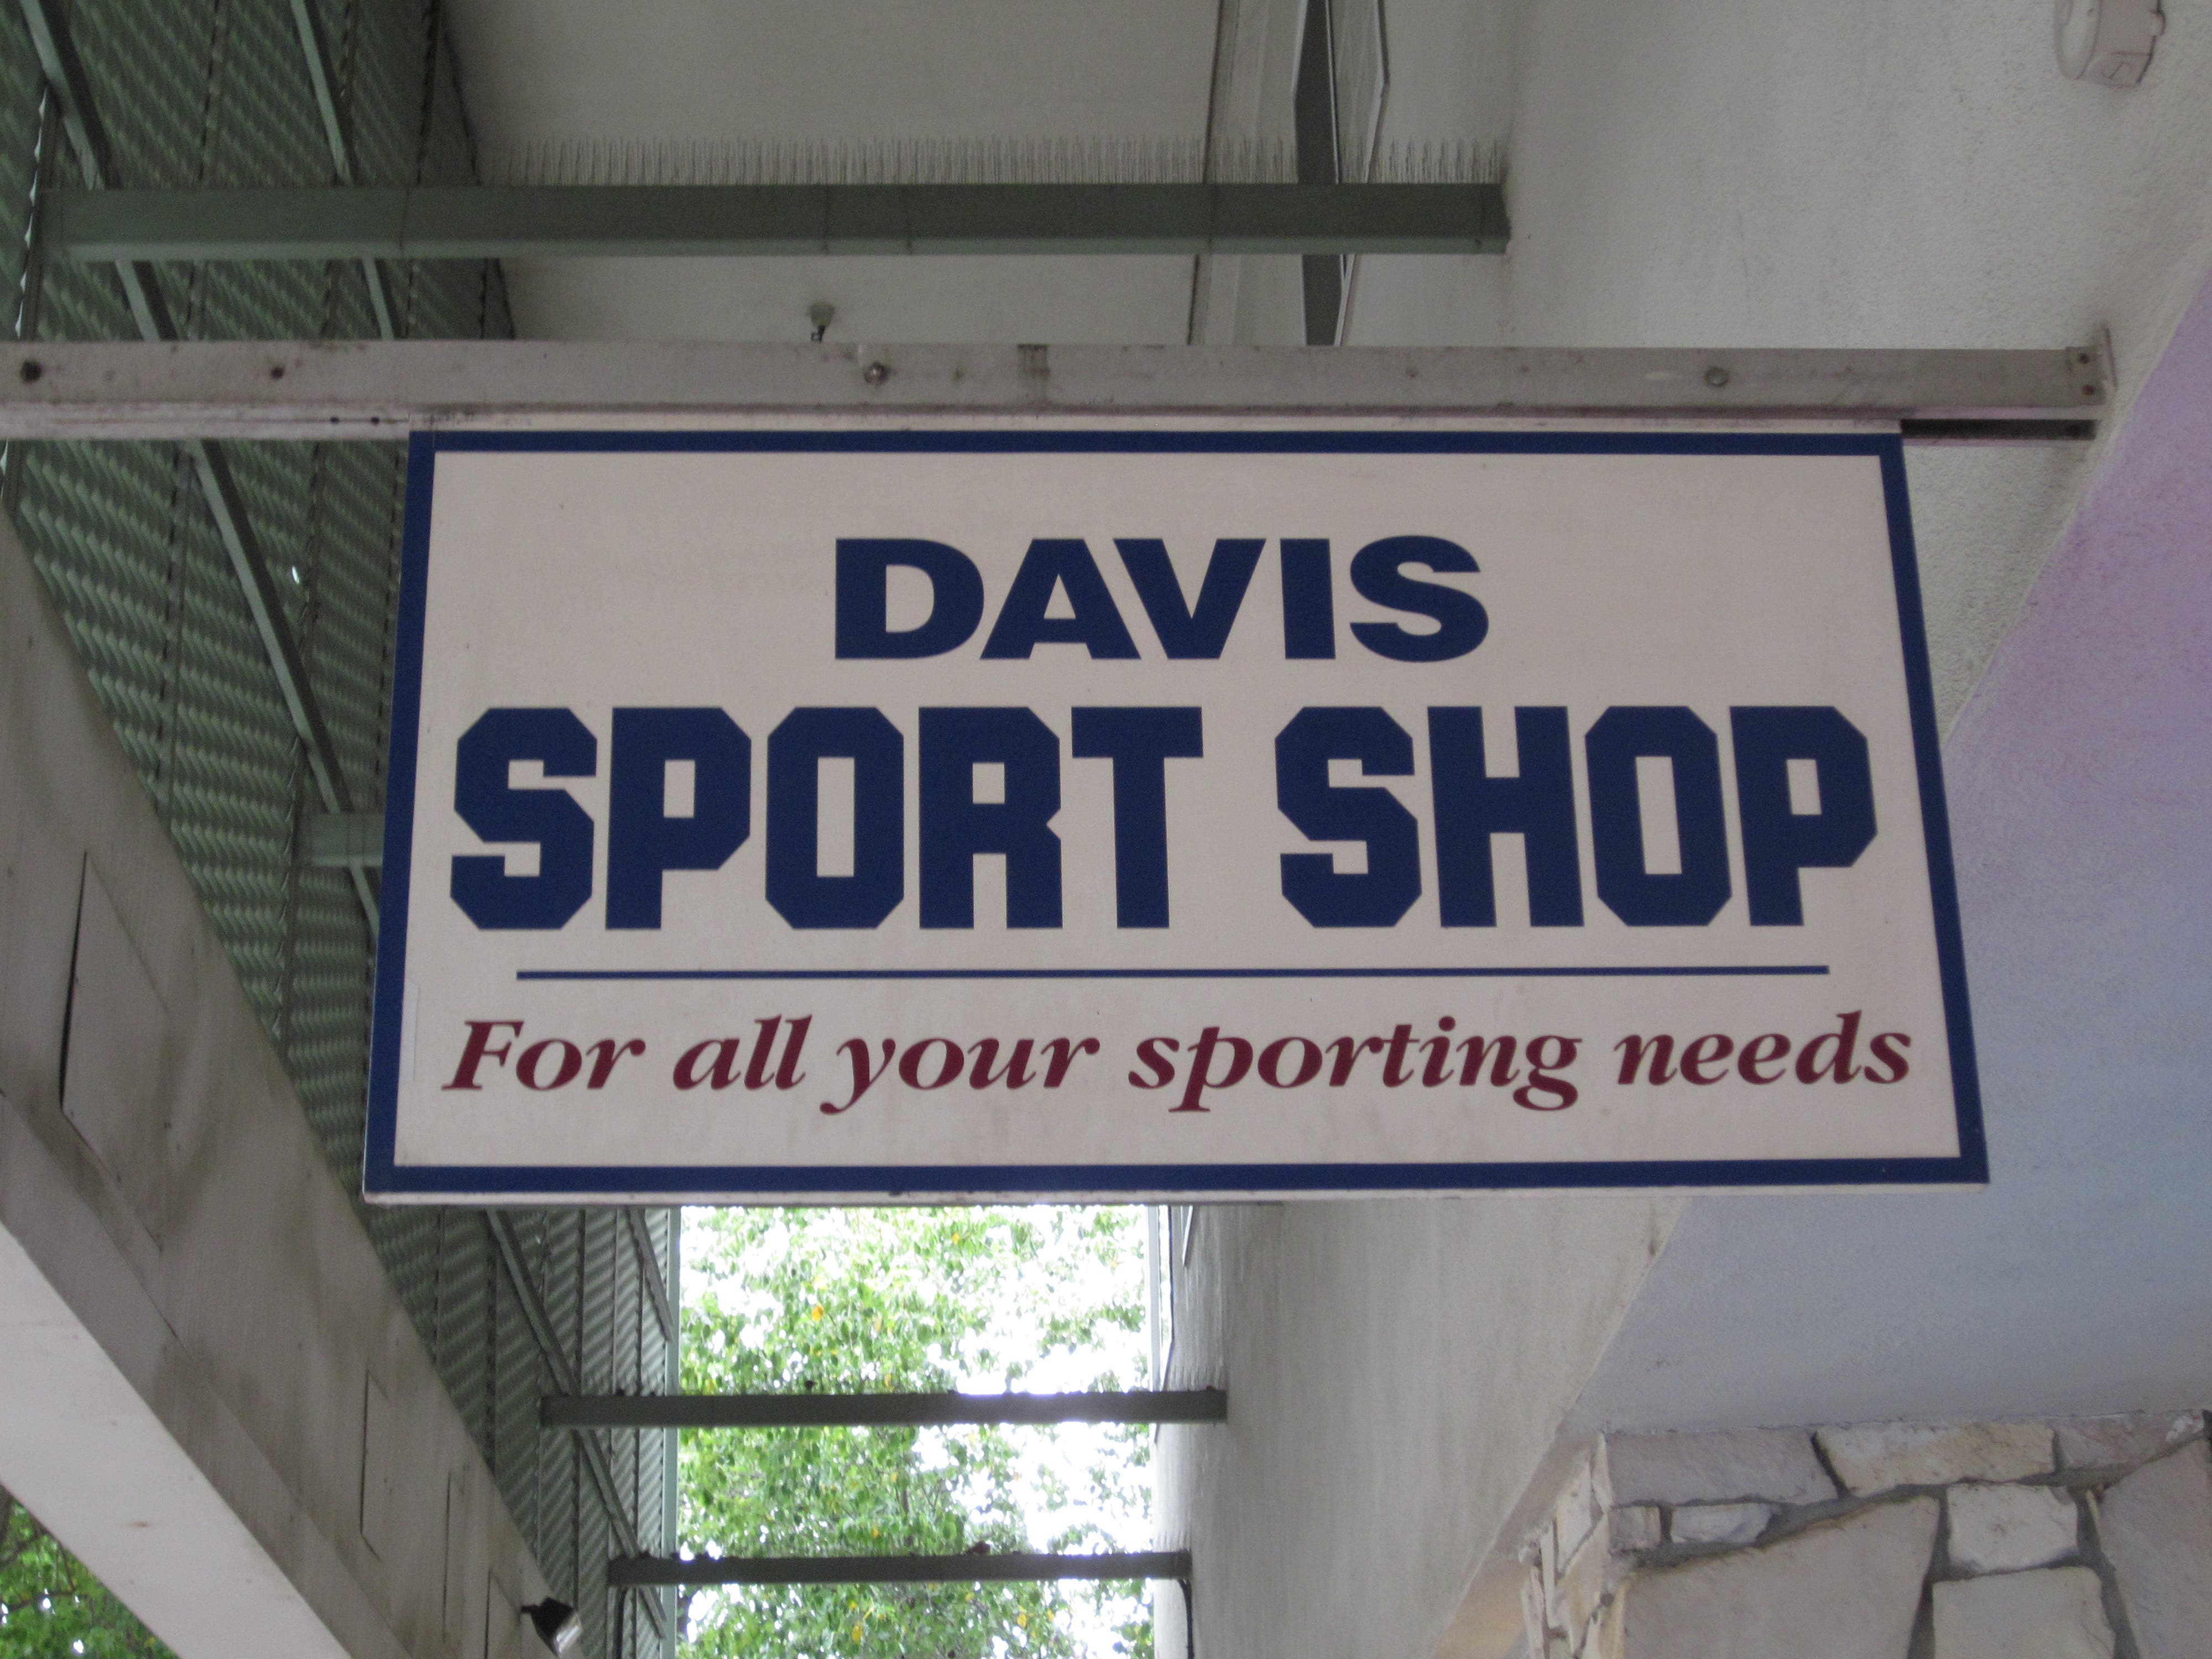 DAVIS
SPORT SHOP
For all your sporting needs